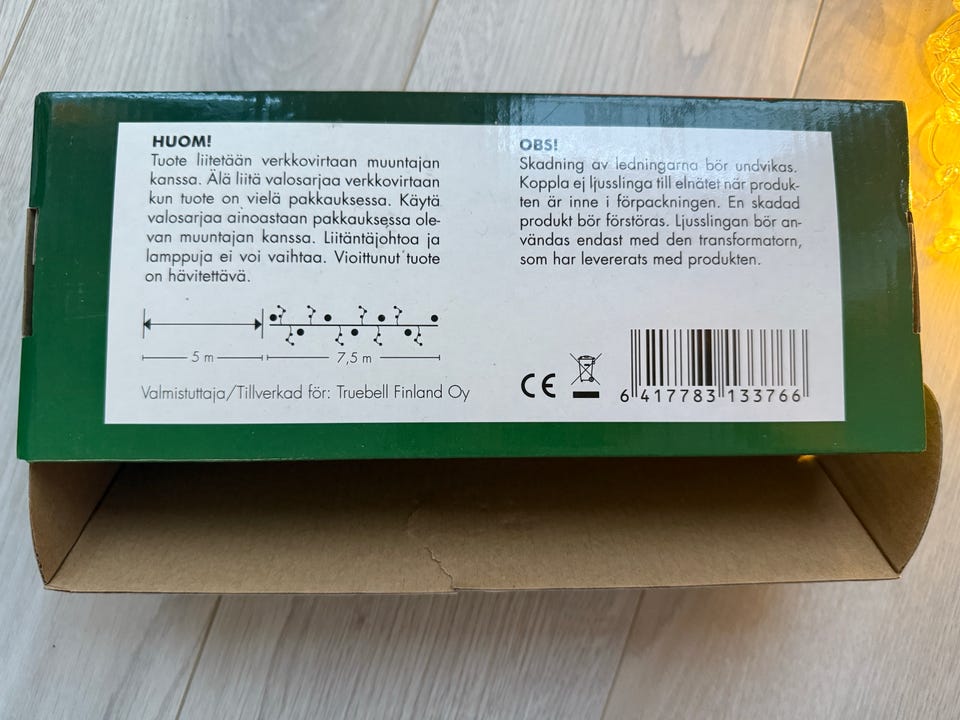 HUOM!
Tuote liitetään verkkovirtaan muuntajan
kanssa. Älä liitä valosarjaa verkkovirtaan
kun tuote on vielä pakkauksessa. Käytä
valosarjaa ainoastaan pakkauksessa ole-
van muuntajan kanssa. Liitäntäjohtoa ja
lamppuja ei voi vaihtaa. Vioittunut tuote
on hävitettävä.
5 m
7,5 m
Valmistuttaja/Tillverkad för: Truebell Finland Oy
OBS!
Skadning av ledningarna bör undvikas.
Koppla ej ljusslinga till elnätet när produk-
ten är inne i förpackningen. En skadad
produkt bör förstöras. Ljusslingan bör an-
vändas endast med den transformatorn,
som har levererats med produkten.
CE
6 417783 133766